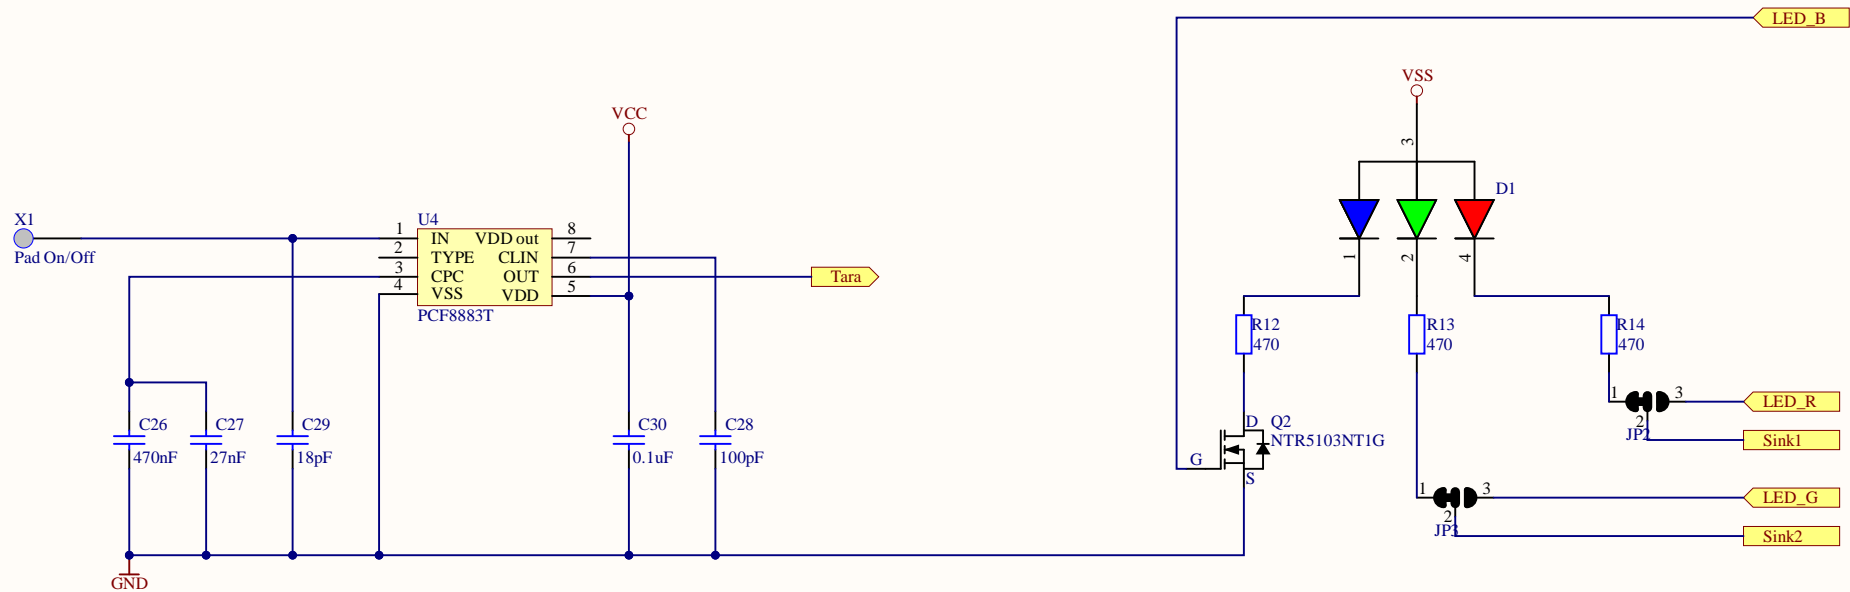 LED_B
VSS
3
D1
VCC
X1
Pad On/Off
U4
1 IN VDD out 8
2 TYPE CLIN 7
3 CPC OUT 6
4 VSS VDD 5
PCF8883T
Tara
1 2 4
R12
470
R13
470
R14
470
C26
470nF
C27
27nF
C29
18pF
C30
0.1uF
C28
100pF
D Q2
NTR5103NT1G
G
S
1 3
2
JP2
LED_R
Sink1
1 3
2
JP3
LED_G
Sink2
GND